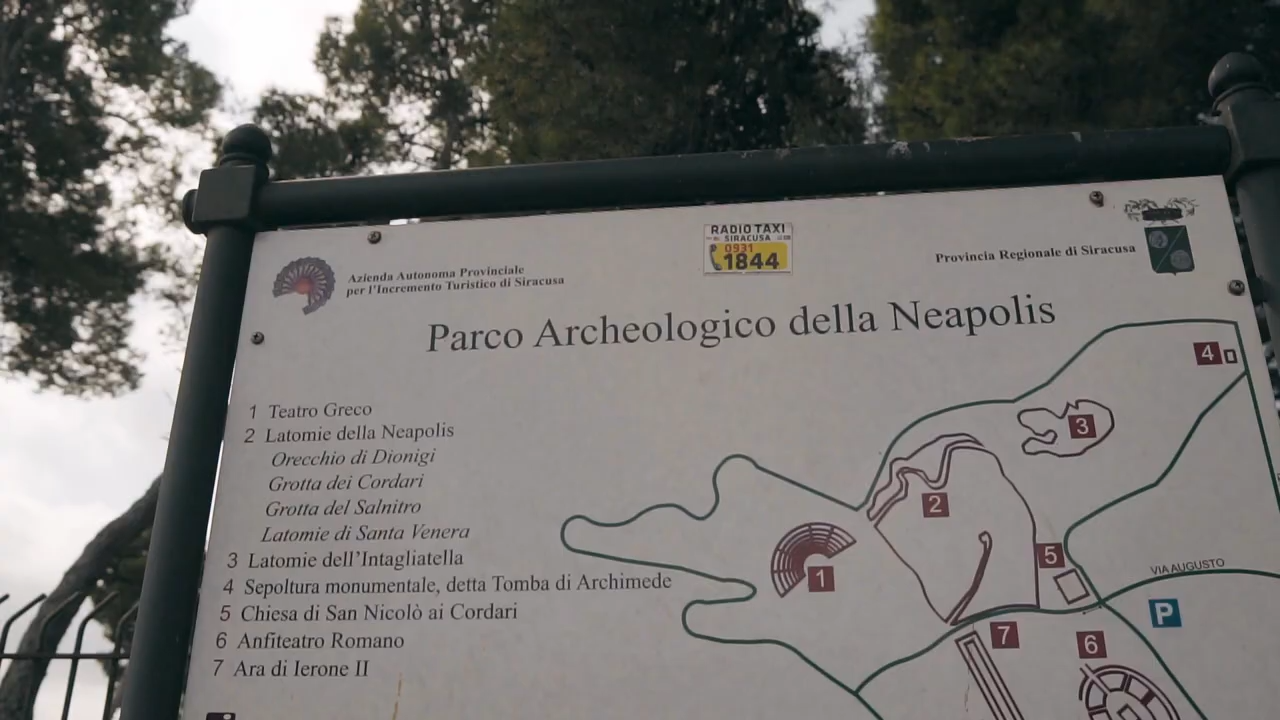 RADIO TAXI
SIRACUSA
0931
1844
Azienda Autonoma Provinciale
per l'Incremento Turistico di Siracusa
Provincia Regionale di Siracusa
Parco Archeologico della Neapolis
1 Teatro Greco
2 Latomie della Neapolis
Orecchio di Dionigi
Grotta dei Cordari
Grotta del Salnitro
Latomie di Santa Venera
3 Latomie dell'Intagliatella
4 Sepoltura monumentale, detta Tomba di Archimede
5 Chiesa di San Nicolò ai Cordari
6 Anfiteatro Romano
7 Ara di Ierone II
4
3
2
5
1
VIA AUGUSTO
P
7
6